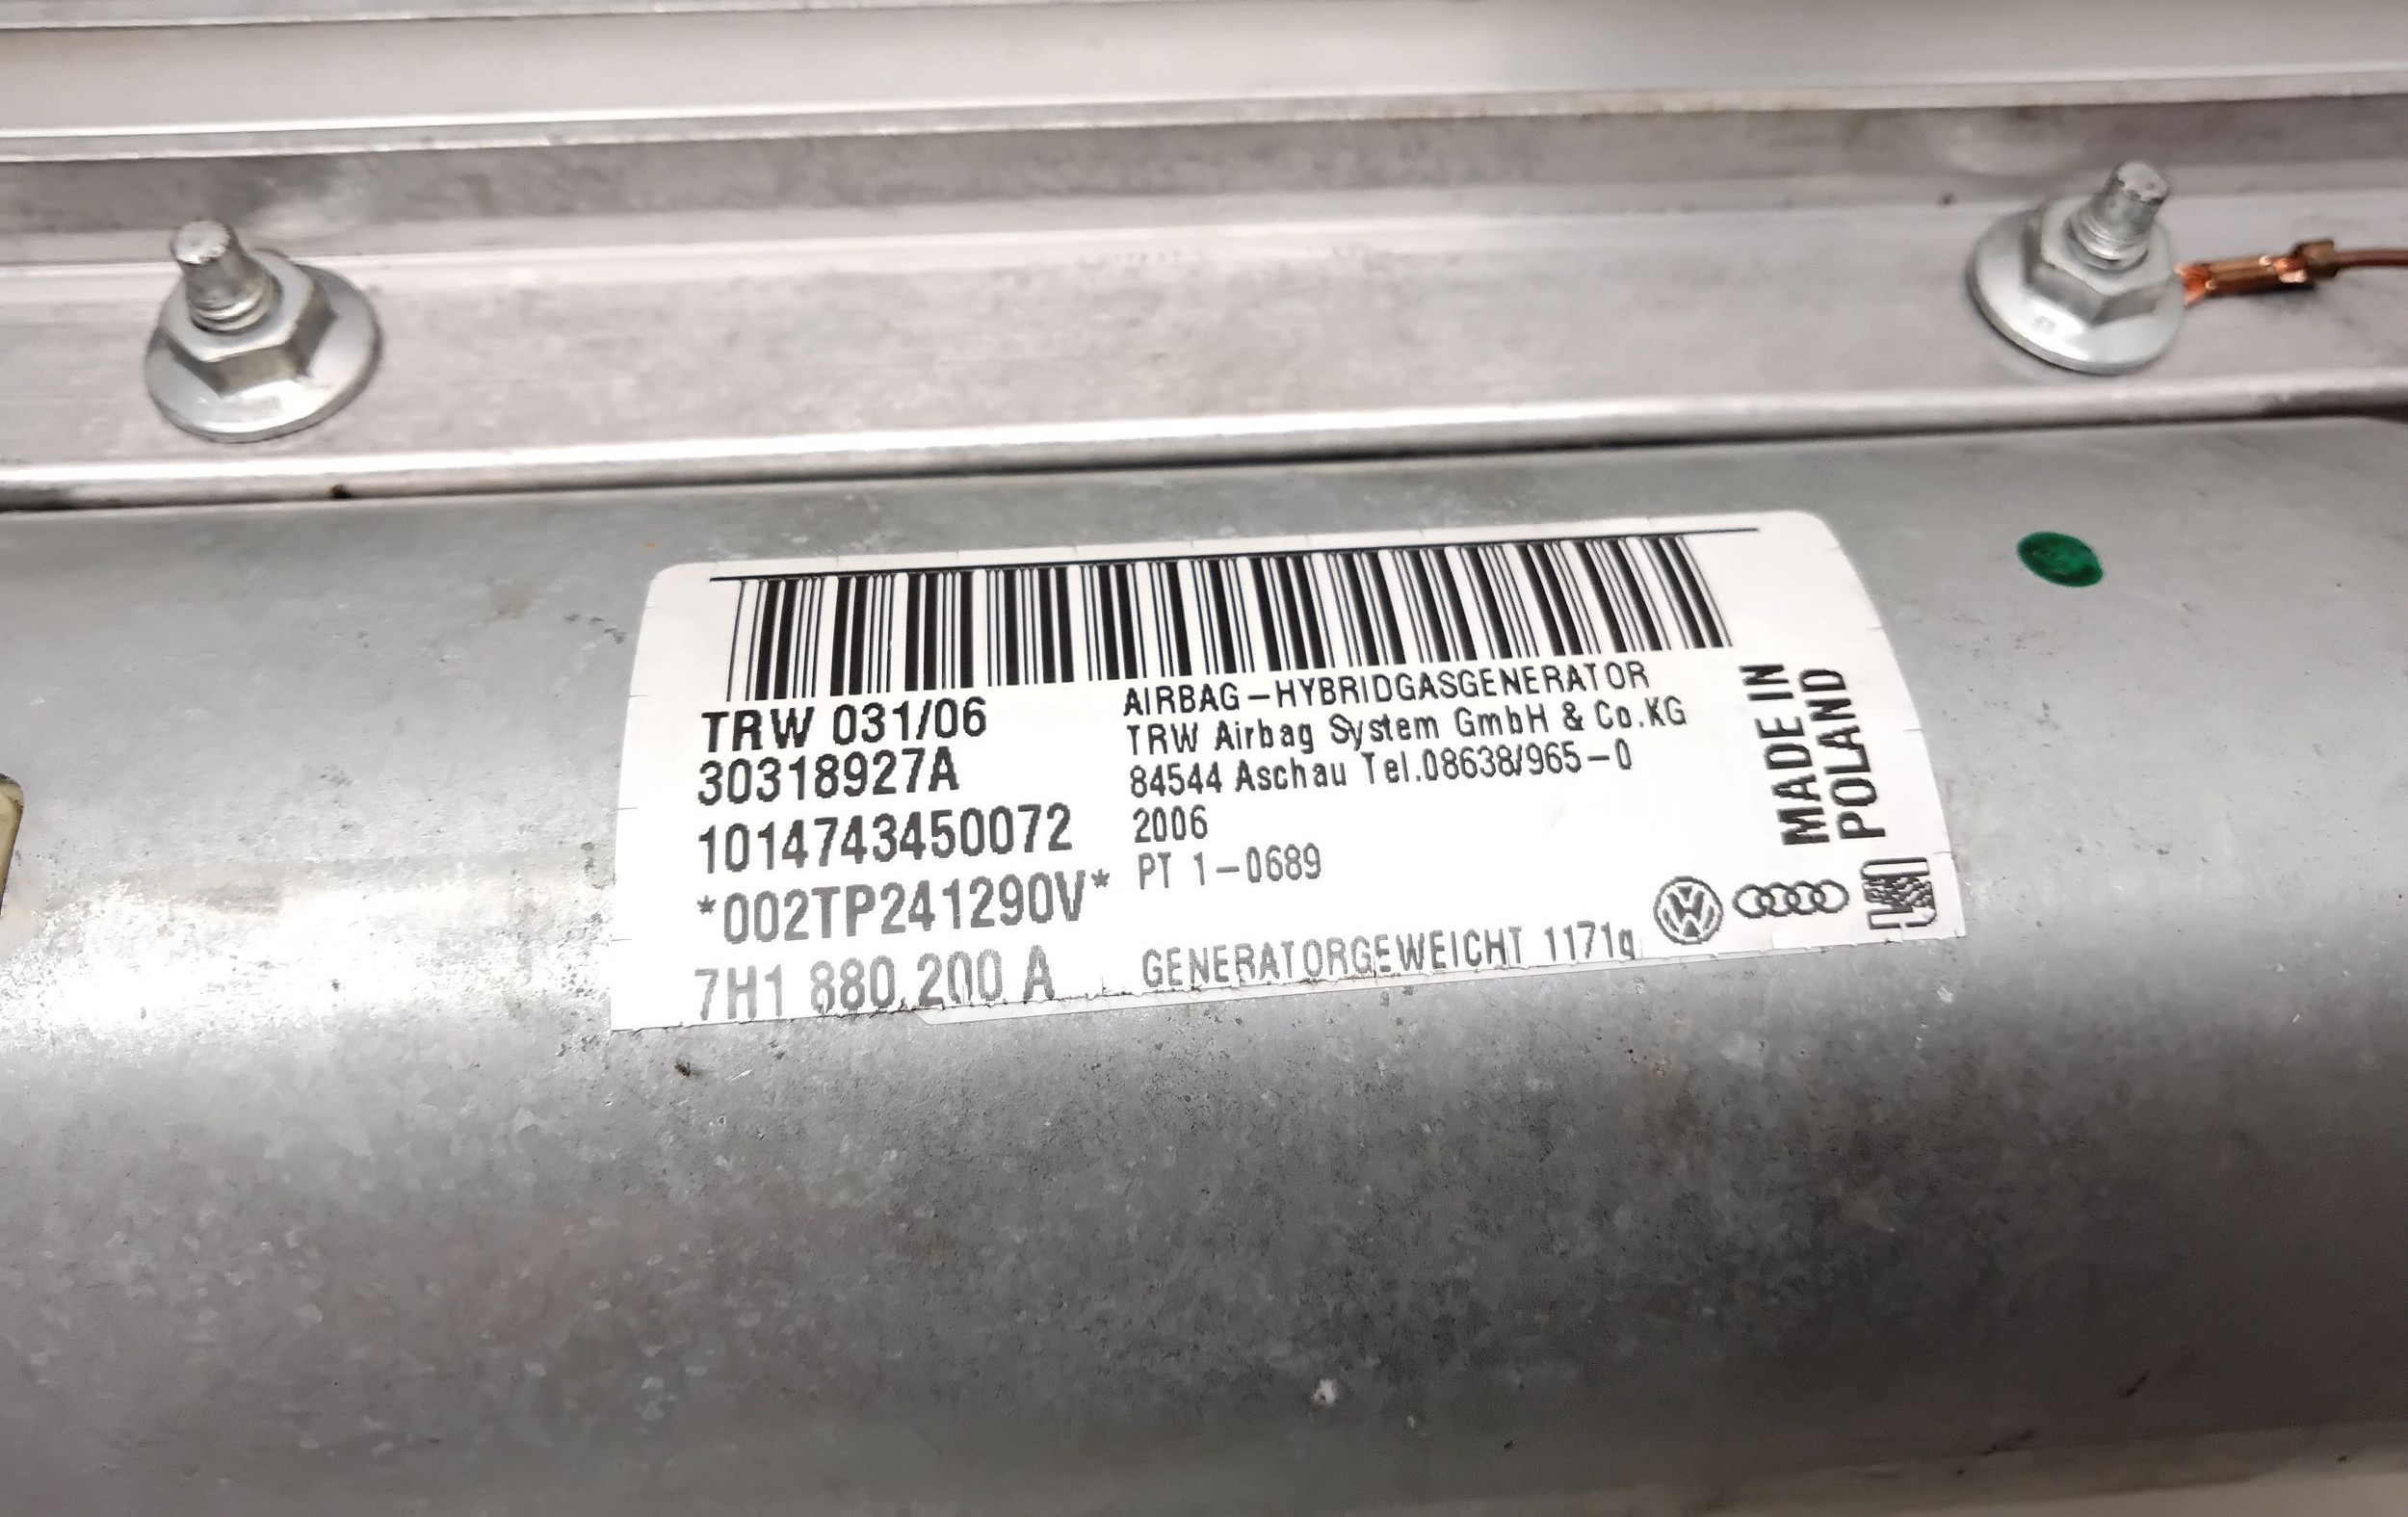 TRW 031/06
30318927A
1014743450072
*002TP241290V*
7H1 880 200 A
AIRBAG-HYBRIDGASGENERATOR
TRW Airbag System GmbH & Co.KG
84544 Aschau Tel.08638/965-0
2006
PT 1-0689
GENERATORGEWEICHT 1171g
MADE IN
POLAND